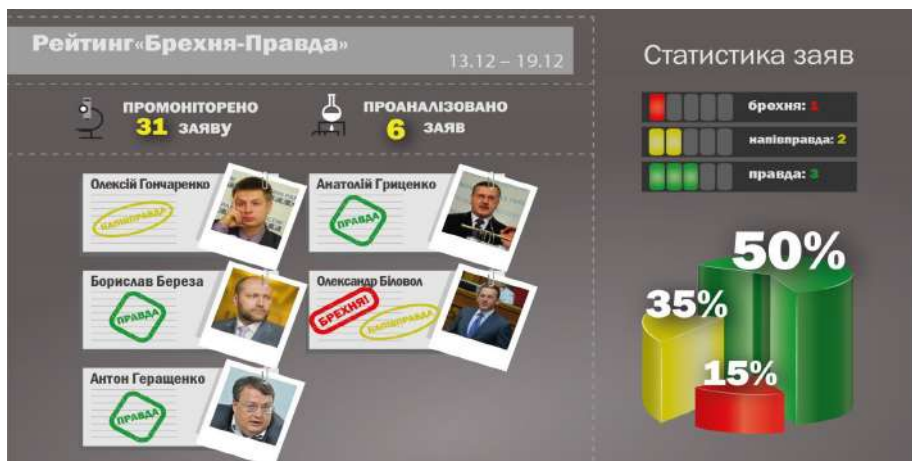 Рейтинг«Брехня-Правда»
13.12 – 19.12
ПРОМОНІТОРЕНО
31 ЗАЯВУ
ПРОАНАЛІЗОВАНО
6 ЗАЯВ
Олексій Гончаренко
НАПІВПРАВДА
Анатолій Гриценко
ПРАВДА
Борислав Береза
ПРАВДА
Олександр Біловол
БРЕХНЯ!
НАПІВПРАВДА
Антон Геращенко
ПРАВДА
Статистика заяв
брехня: 1
напівправда: 2
правда: 3
50%
35%
15%